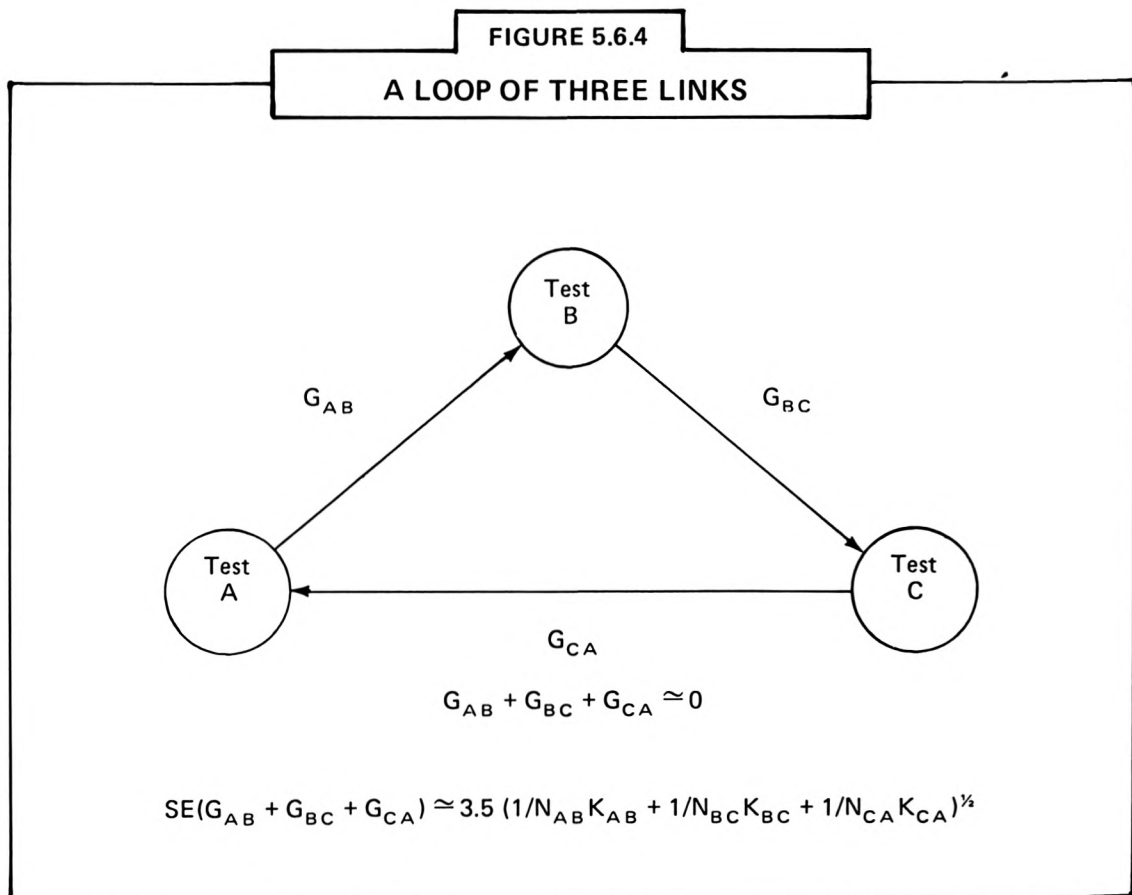 FIGURE 5.6.4
A LOOP OF THREE LINKS
Test
B
G_AB
G_BC
Test
A
Test
C
G_CA
G_AB + G_BC + G_CA ≃ 0
SE(G_AB + G_BC + G_CA) ≃ 3.5 (1/N_AB K_AB + 1/N_BC K_BC + 1/N_CA K_CA)^½